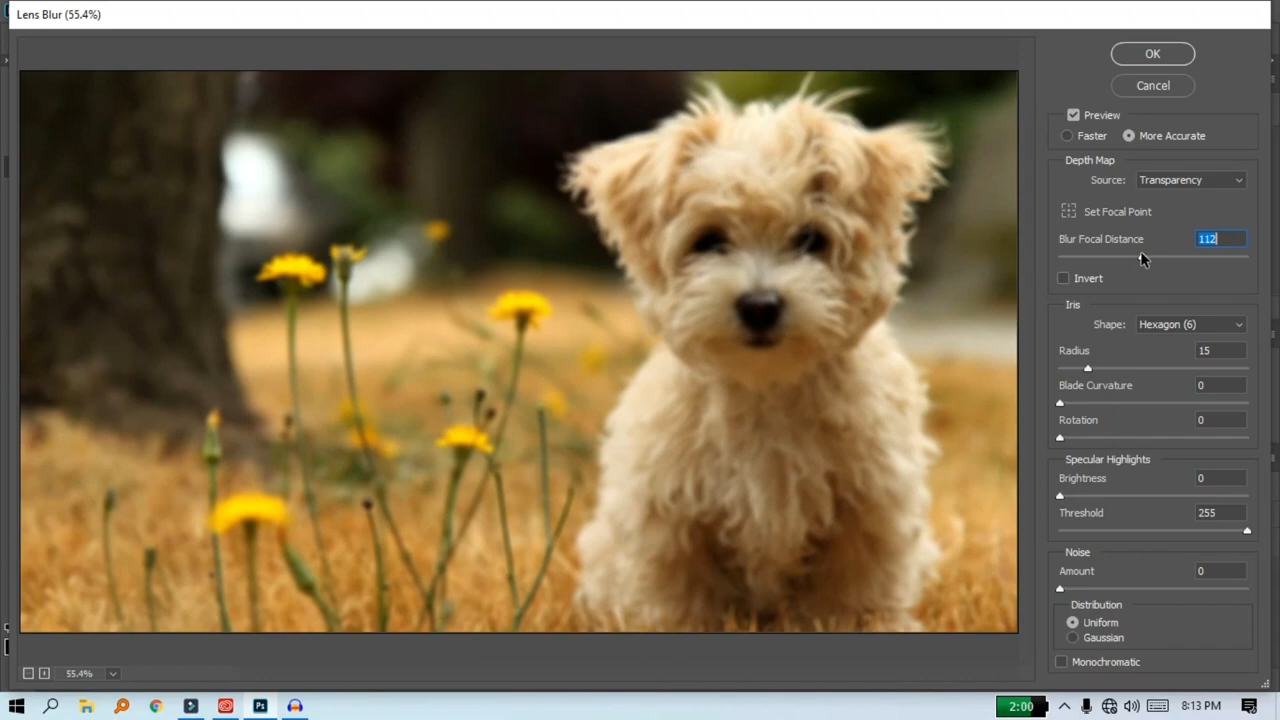 Lens Blur (55.4%)
OK
Cancel
Preview
Faster
More Accurate
Depth Map
Source:
Transparency
Set Focal Point
Blur Focal Distance
112
Invert
Iris
Shape:
Hexagon (6)
Radius
15
Blade Curvature
0
Rotation
0
Specular Highlights
Brightness
0
Threshold
255
Noise
Amount
0
Distribution
Uniform
Gaussian
Monochromatic
55.4%
Ps
2:00
8:13 PM